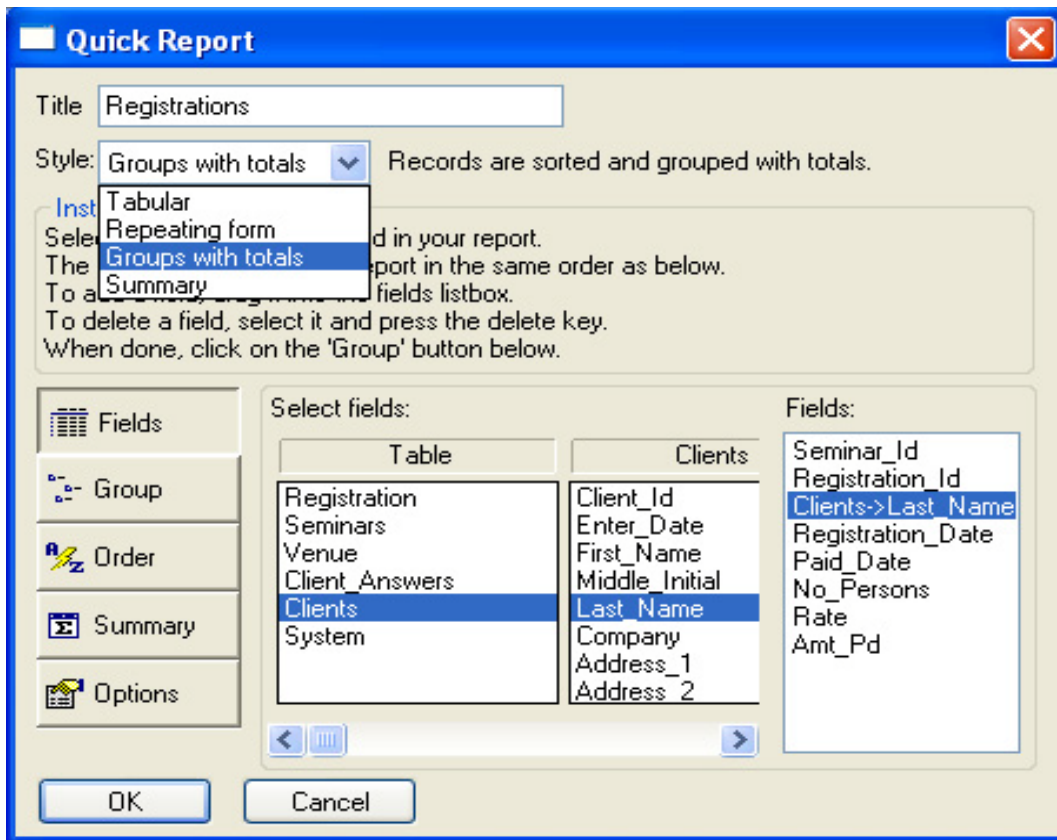 Quick Report
Title Registrations
Style: Groups with totals Records are sorted and grouped with totals.
Tabular
Repeating form
Groups with totals
Summary
d in your report.
The port in the same order as below.
To a fields listbox.
To delete a field, select it and press the delete key.
When done, click on the 'Group' button below.
Fields
Group
Order
Summary
Options
Select fields:
Table
Registration
Seminars
Venue
Client_Answers
Clients
System
Clients
Client_Id
Enter_Date
First_Name
Middle_Initial
Last_Name
Company
Address_1
Address_2
Fields:
Seminar_Id
Registration_Id
Clients->Last_Name
Registration_Date
Paid_Date
No_Persons
Rate
Amt_Pd
OK Cancel